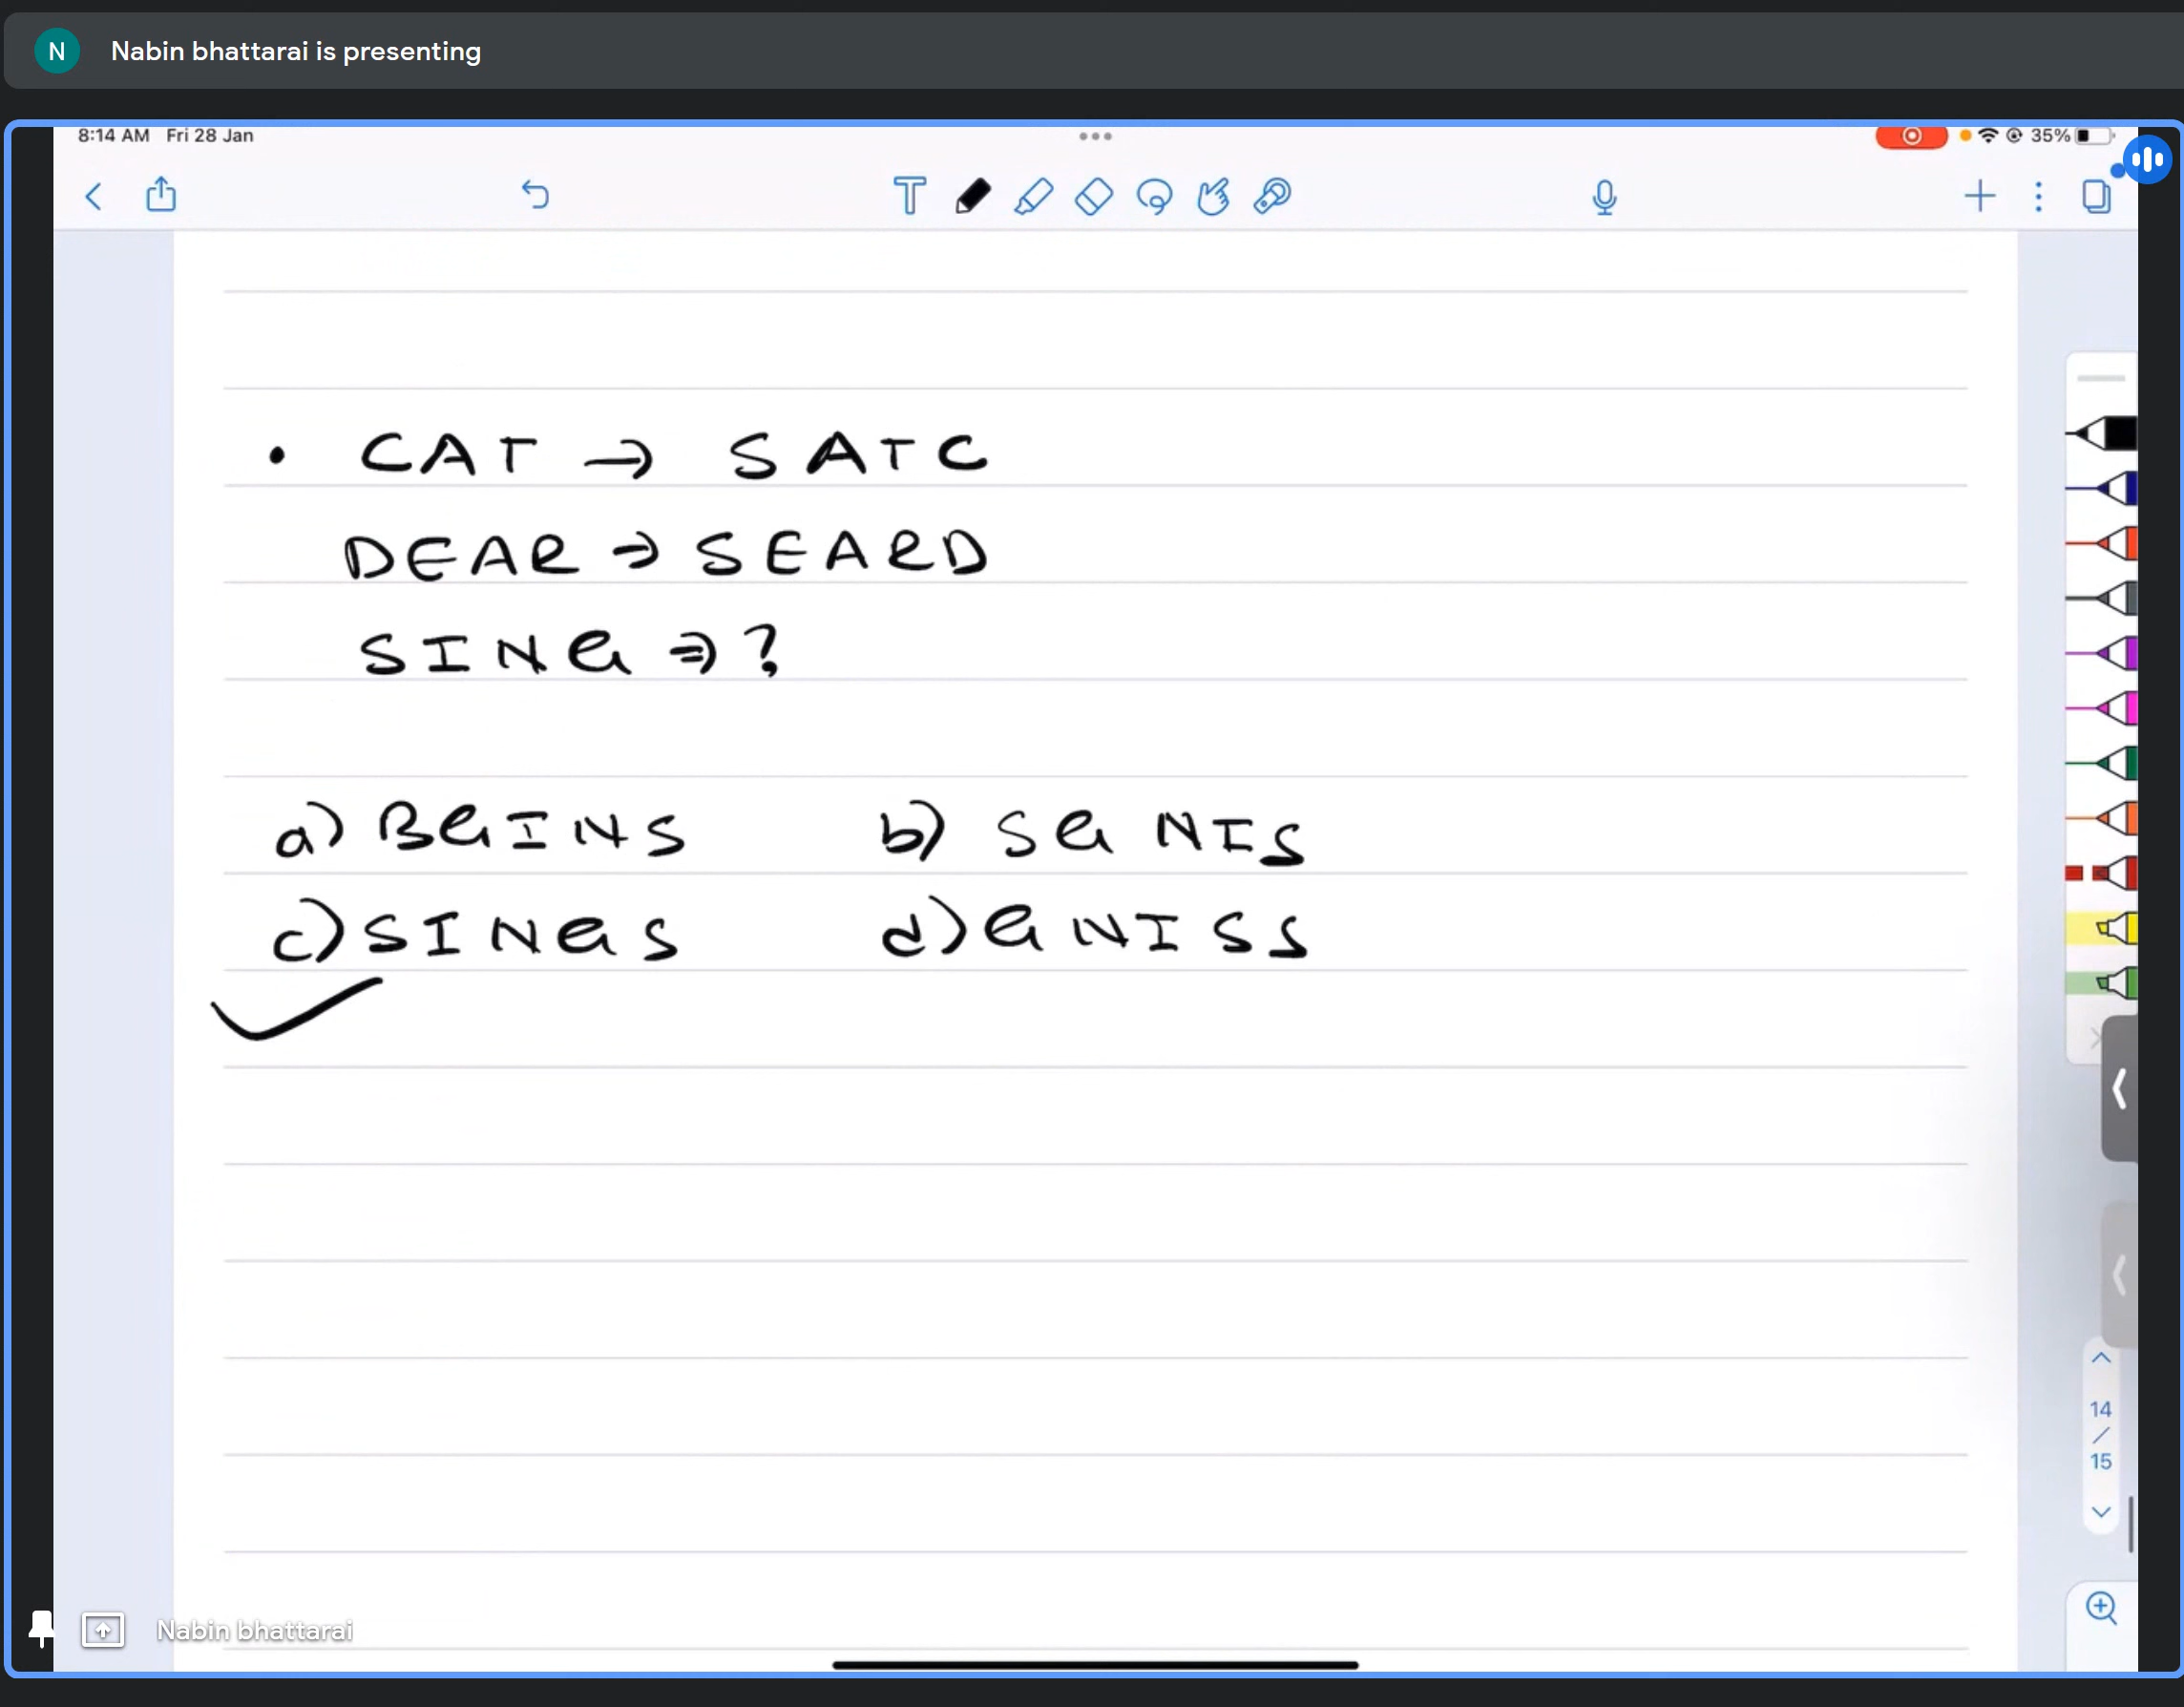 N Nabin bhattarai is presenting
8:14 AM Fri 28 Jan
35%
• CAT → SATC
DEAR ⇒ SEARD
SING ⇒ ?
a) BGINS b) SGNIS
c) SINGS d) GNISS
14
/
15
Nabin bhattarai